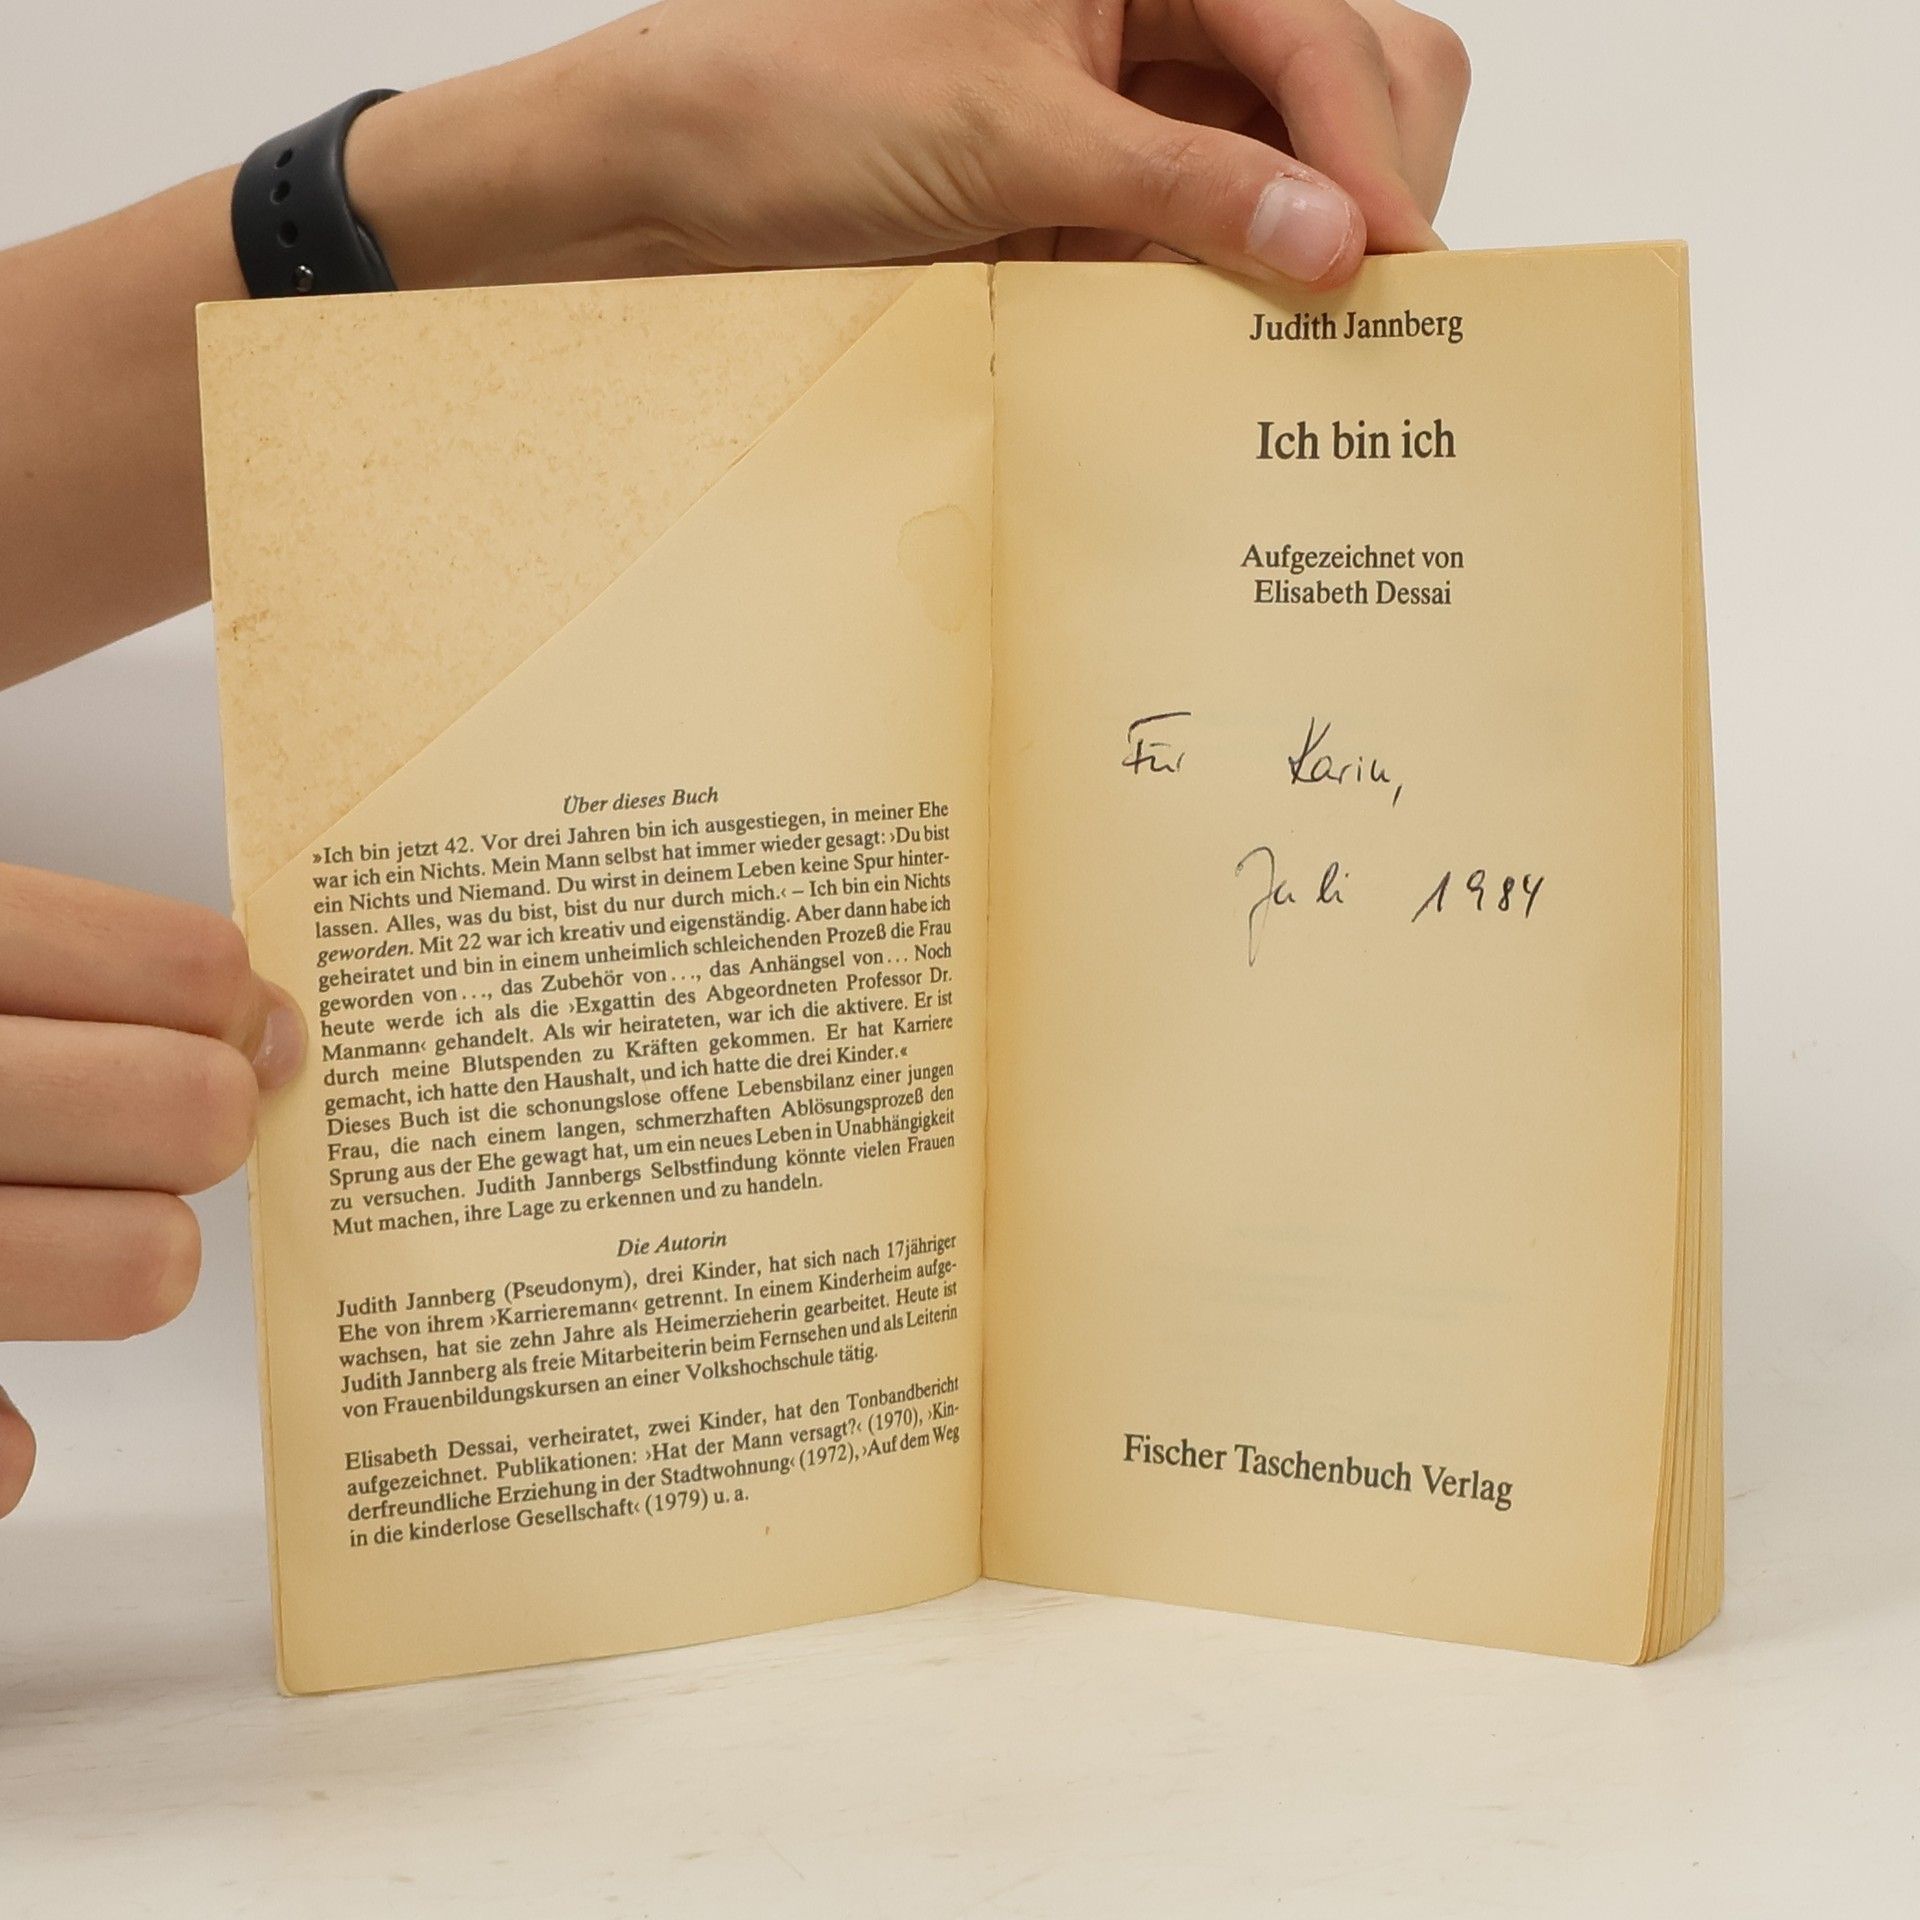 Über dieses Buch
»Ich bin jetzt 42. Vor drei Jahren bin ich ausgestiegen, in meiner Ehe
war ich ein Nichts. Mein Mann selbst hat immer wieder gesagt: ›Du bist
ein Nichts und Niemand. Du wirst in deinem Leben keine Spur hinter-
lassen. Alles, was du bist, bist du nur durch mich.‹ – Ich bin ein Nichts
geworden. Mit 22 war ich kreativ und eigenständig. Aber dann habe ich
geheiratet und bin in einem unheimlich schleichenden Prozeß die Frau
geworden von . . ., das Zubehör von . . ., das Anhängsel von . . . Noch
heute werde ich als die ›Exgattin des Abgeordneten Professor Dr.
Manmann‹ gehandelt. Als wir heirateten, war ich die aktivere. Er ist
durch meine Blutspenden zu Kräften gekommen. Er hat Karriere
gemacht, ich hatte den Haushalt, und ich hatte die drei Kinder.«
Dieses Buch ist die schonungslose offene Lebensbilanz einer jungen
Frau, die nach einem langen, schmerzhaften Ablösungsprozeß den
Sprung aus der Ehe gewagt hat, um ein neues Leben in Unabhängigkeit
zu versuchen. Judith Jannbergs Selbstfindung könnte vielen Frauen
Mut machen, ihre Lage zu erkennen und zu handeln.
Die Autorin
Judith Jannberg (Pseudonym), drei Kinder, hat sich nach 17jähriger
Ehe von ihrem ›Karrieremann‹ getrennt. In einem Kinderheim aufge-
wachsen, hat sie zehn Jahre als Heimerzieherin gearbeitet. Heute ist
Judith Jannberg als freie Mitarbeiterin beim Fernsehen und als Leiterin
von Frauenbildungskursen an einer Volkshochschule tätig.
Elisabeth Dessai, verheiratet, zwei Kinder, hat den Tonbandbericht
aufgezeichnet. Publikationen: ›Hat der Mann versagt?‹ (1970), ›Kin-
derfreundliche Erziehung in der Stadtwohnung‹ (1972), ›Auf dem Weg
in die kinderlose Gesellschaft‹ (1979) u. a.
Judith Jannberg
Ich bin ich
Aufgezeichnet von
Elisabeth Dessai
Für Karin,
Juli 1984
Fischer Taschenbuch Verlag